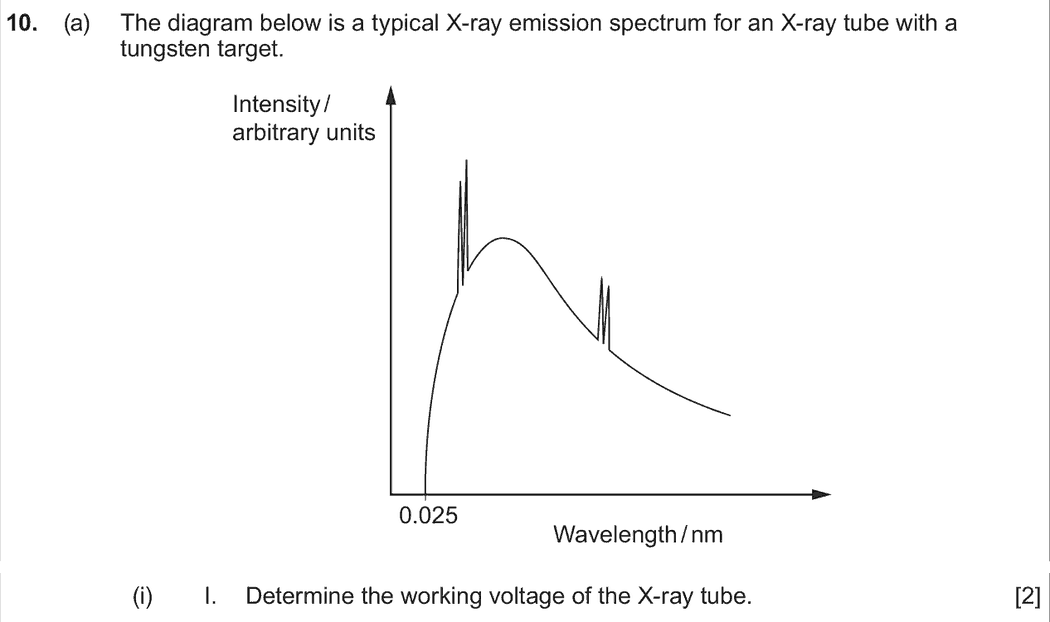 10. (a) The diagram below is a typical X-ray emission spectrum for an X-ray tube with a
tungsten target.
Intensity /
arbitrary units
0.025
Wavelength / nm
(i) I. Determine the working voltage of the X-ray tube. [2]